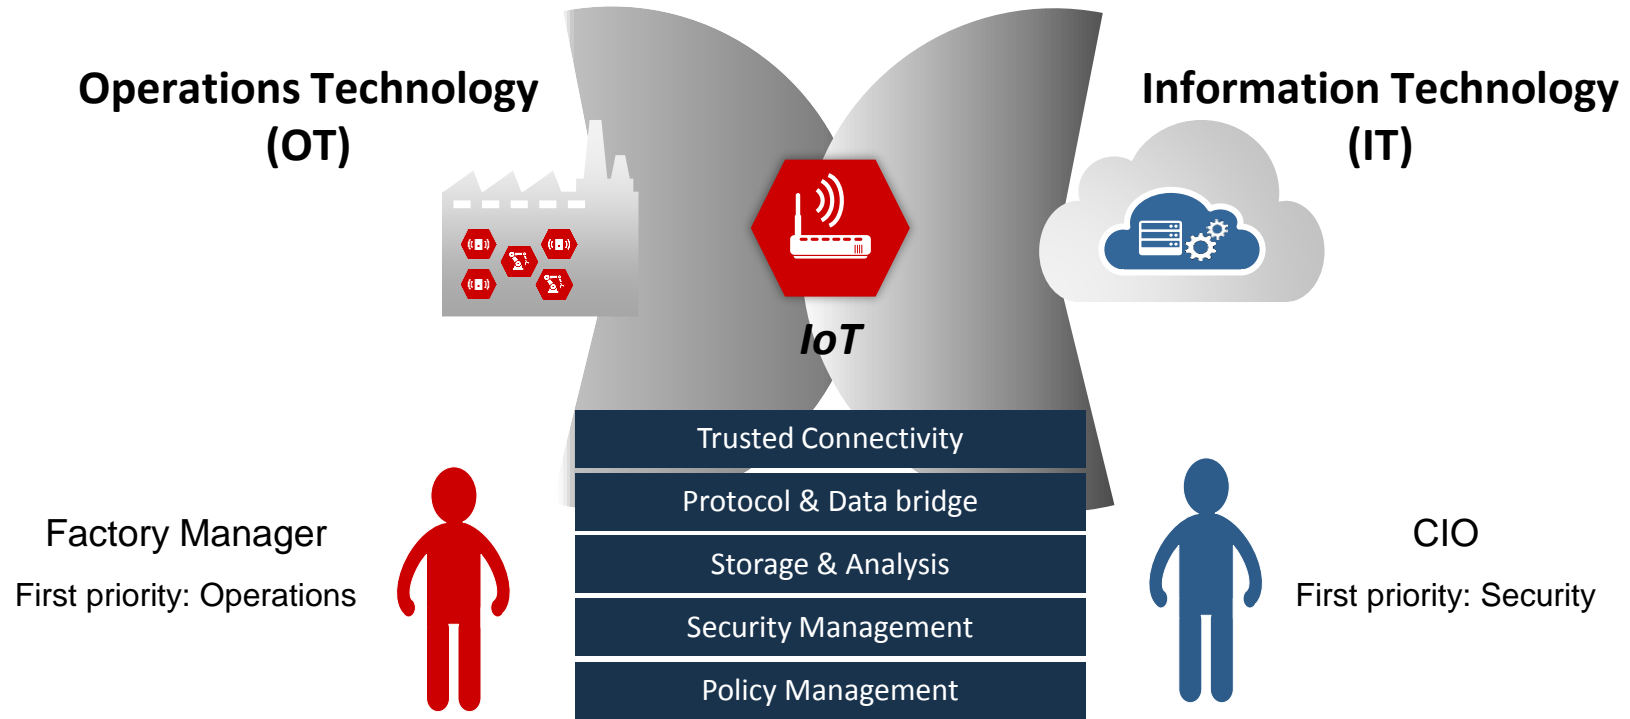 Operations Technology
(OT)
Information Technology
(IT)
IoT
Trusted Connectivity
Protocol & Data bridge
Storage & Analysis
Security Management
Policy Management
Factory Manager
First priority: Operations
CIO
First priority: Security